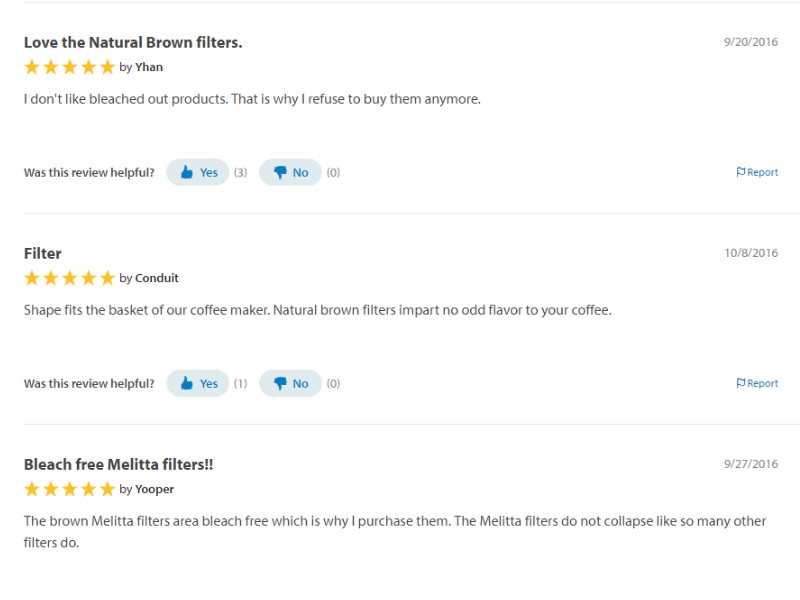 Love the Natural Brown filters.
9/20/2016
by Yhan
I don't like bleached out products. That is why I refuse to buy them anymore.
Was this review helpful? Yes (3) No (0)
Report
Filter
10/8/2016
by Conduit
Shape fits the basket of our coffee maker. Natural brown filters impart no odd flavor to your coffee.
Was this review helpful? Yes (1) No (0)
Report
Bleach free Melitta filters!!
9/27/2016
by Yooper
The brown Melitta filters area bleach free which is why I purchase them. The Melitta filters do not collapse like so many other
filters do.